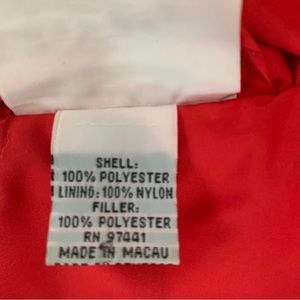 SHELL:
100% POLYESTER
LINING: 100% NYLON
FILLER:
100% POLYESTER
RN 97441
MADE IN MACAU